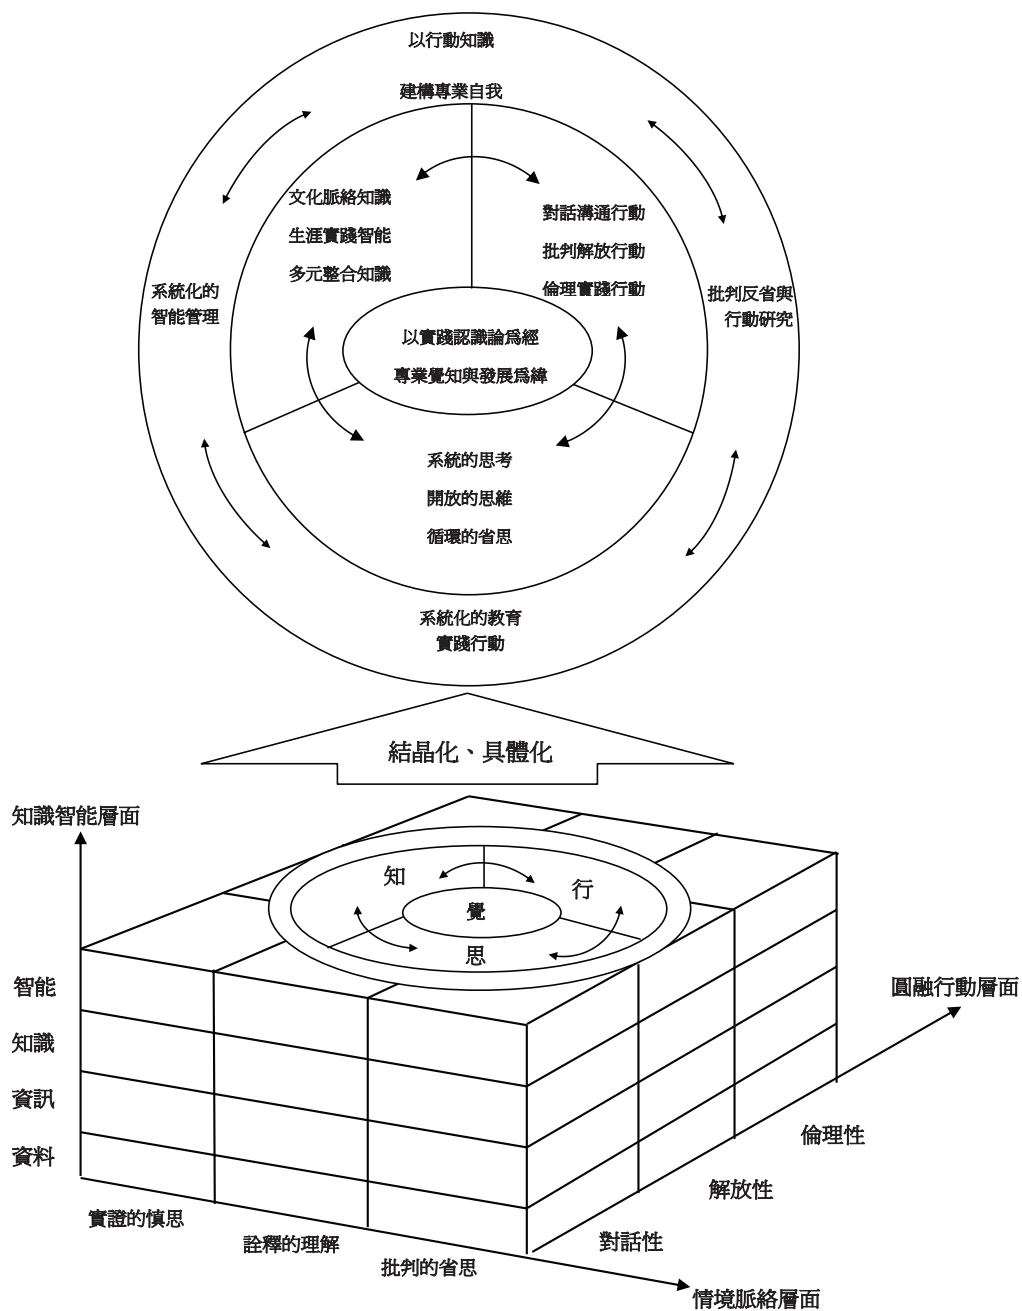 以行動知識
建構專業自我
文化脈絡知識
生涯實踐智能
多元整合知識
對話溝通行動
批判解放行動
倫理實踐行動
系統化的
智能管理
批判反省與
行動研究
以實踐認識論爲經
專業覺知與發展爲緯
系統的思考
開放的思維
循環的省思
系統化的教育
實踐行動
結晶化、具體化
知識智能層面
知
行
覺
思
智能
知識
資訊
資料
圓融行動層面
倫理性
解放性
對話性
實證的慎思
詮釋的理解
批判的省思
情境脈絡層面